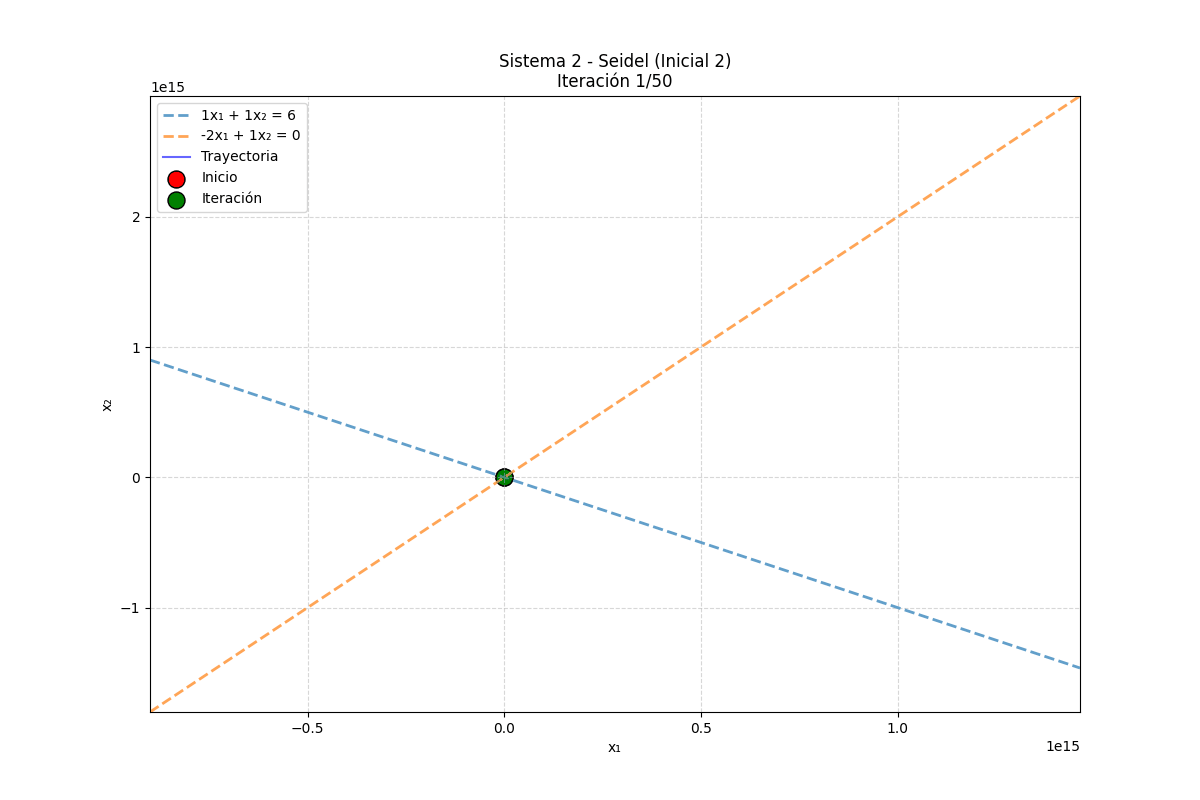 Sistema 2 - Seidel (Inicial 2)
Iteración 1/50
1e15
1x₁ + 1x₂ = 6
-2x₁ + 1x₂ = 0
Trayectoria
Inicio
Iteración
2
1
0
−1
x₂
−0.5
0.0
0.5
1.0
x₁
1e15